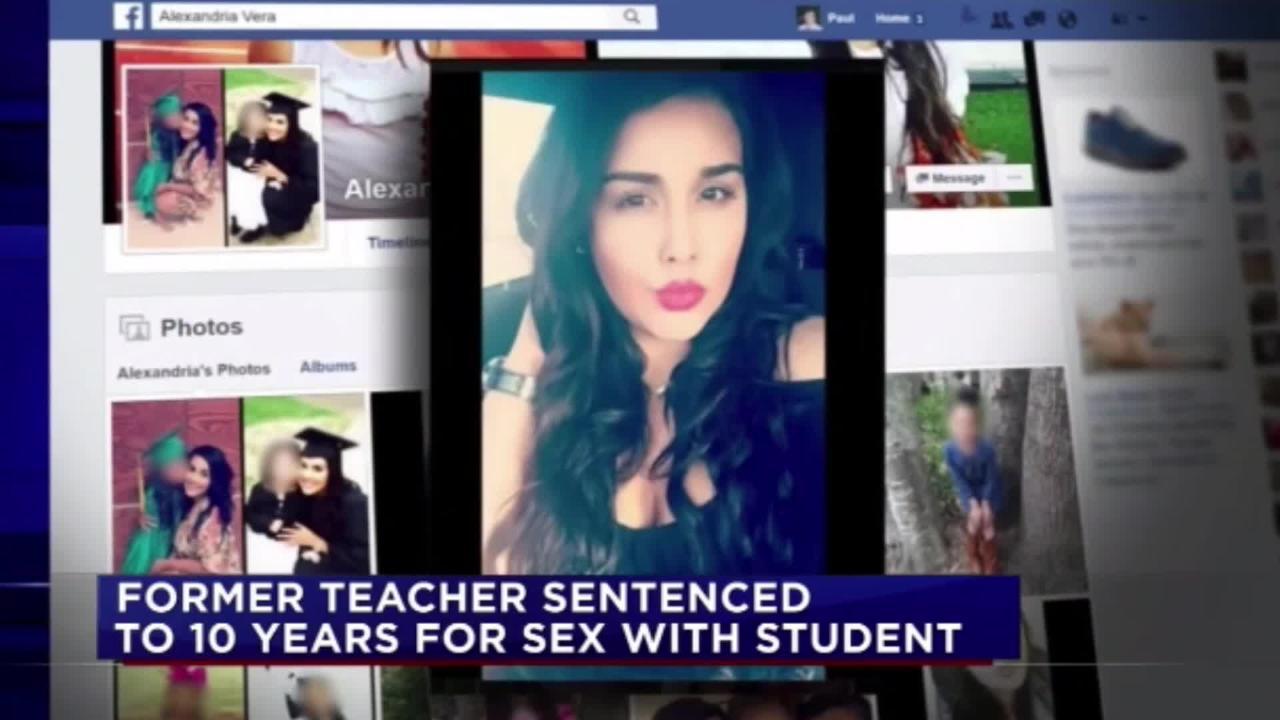 Alexandria Vera
Paul
Home 1
Alexan
Message
Timeline
Photos
Alexandria's Photos
Albums
FORMER TEACHER SENTENCED
TO 10 YEARS FOR SEX WITH STUDENT